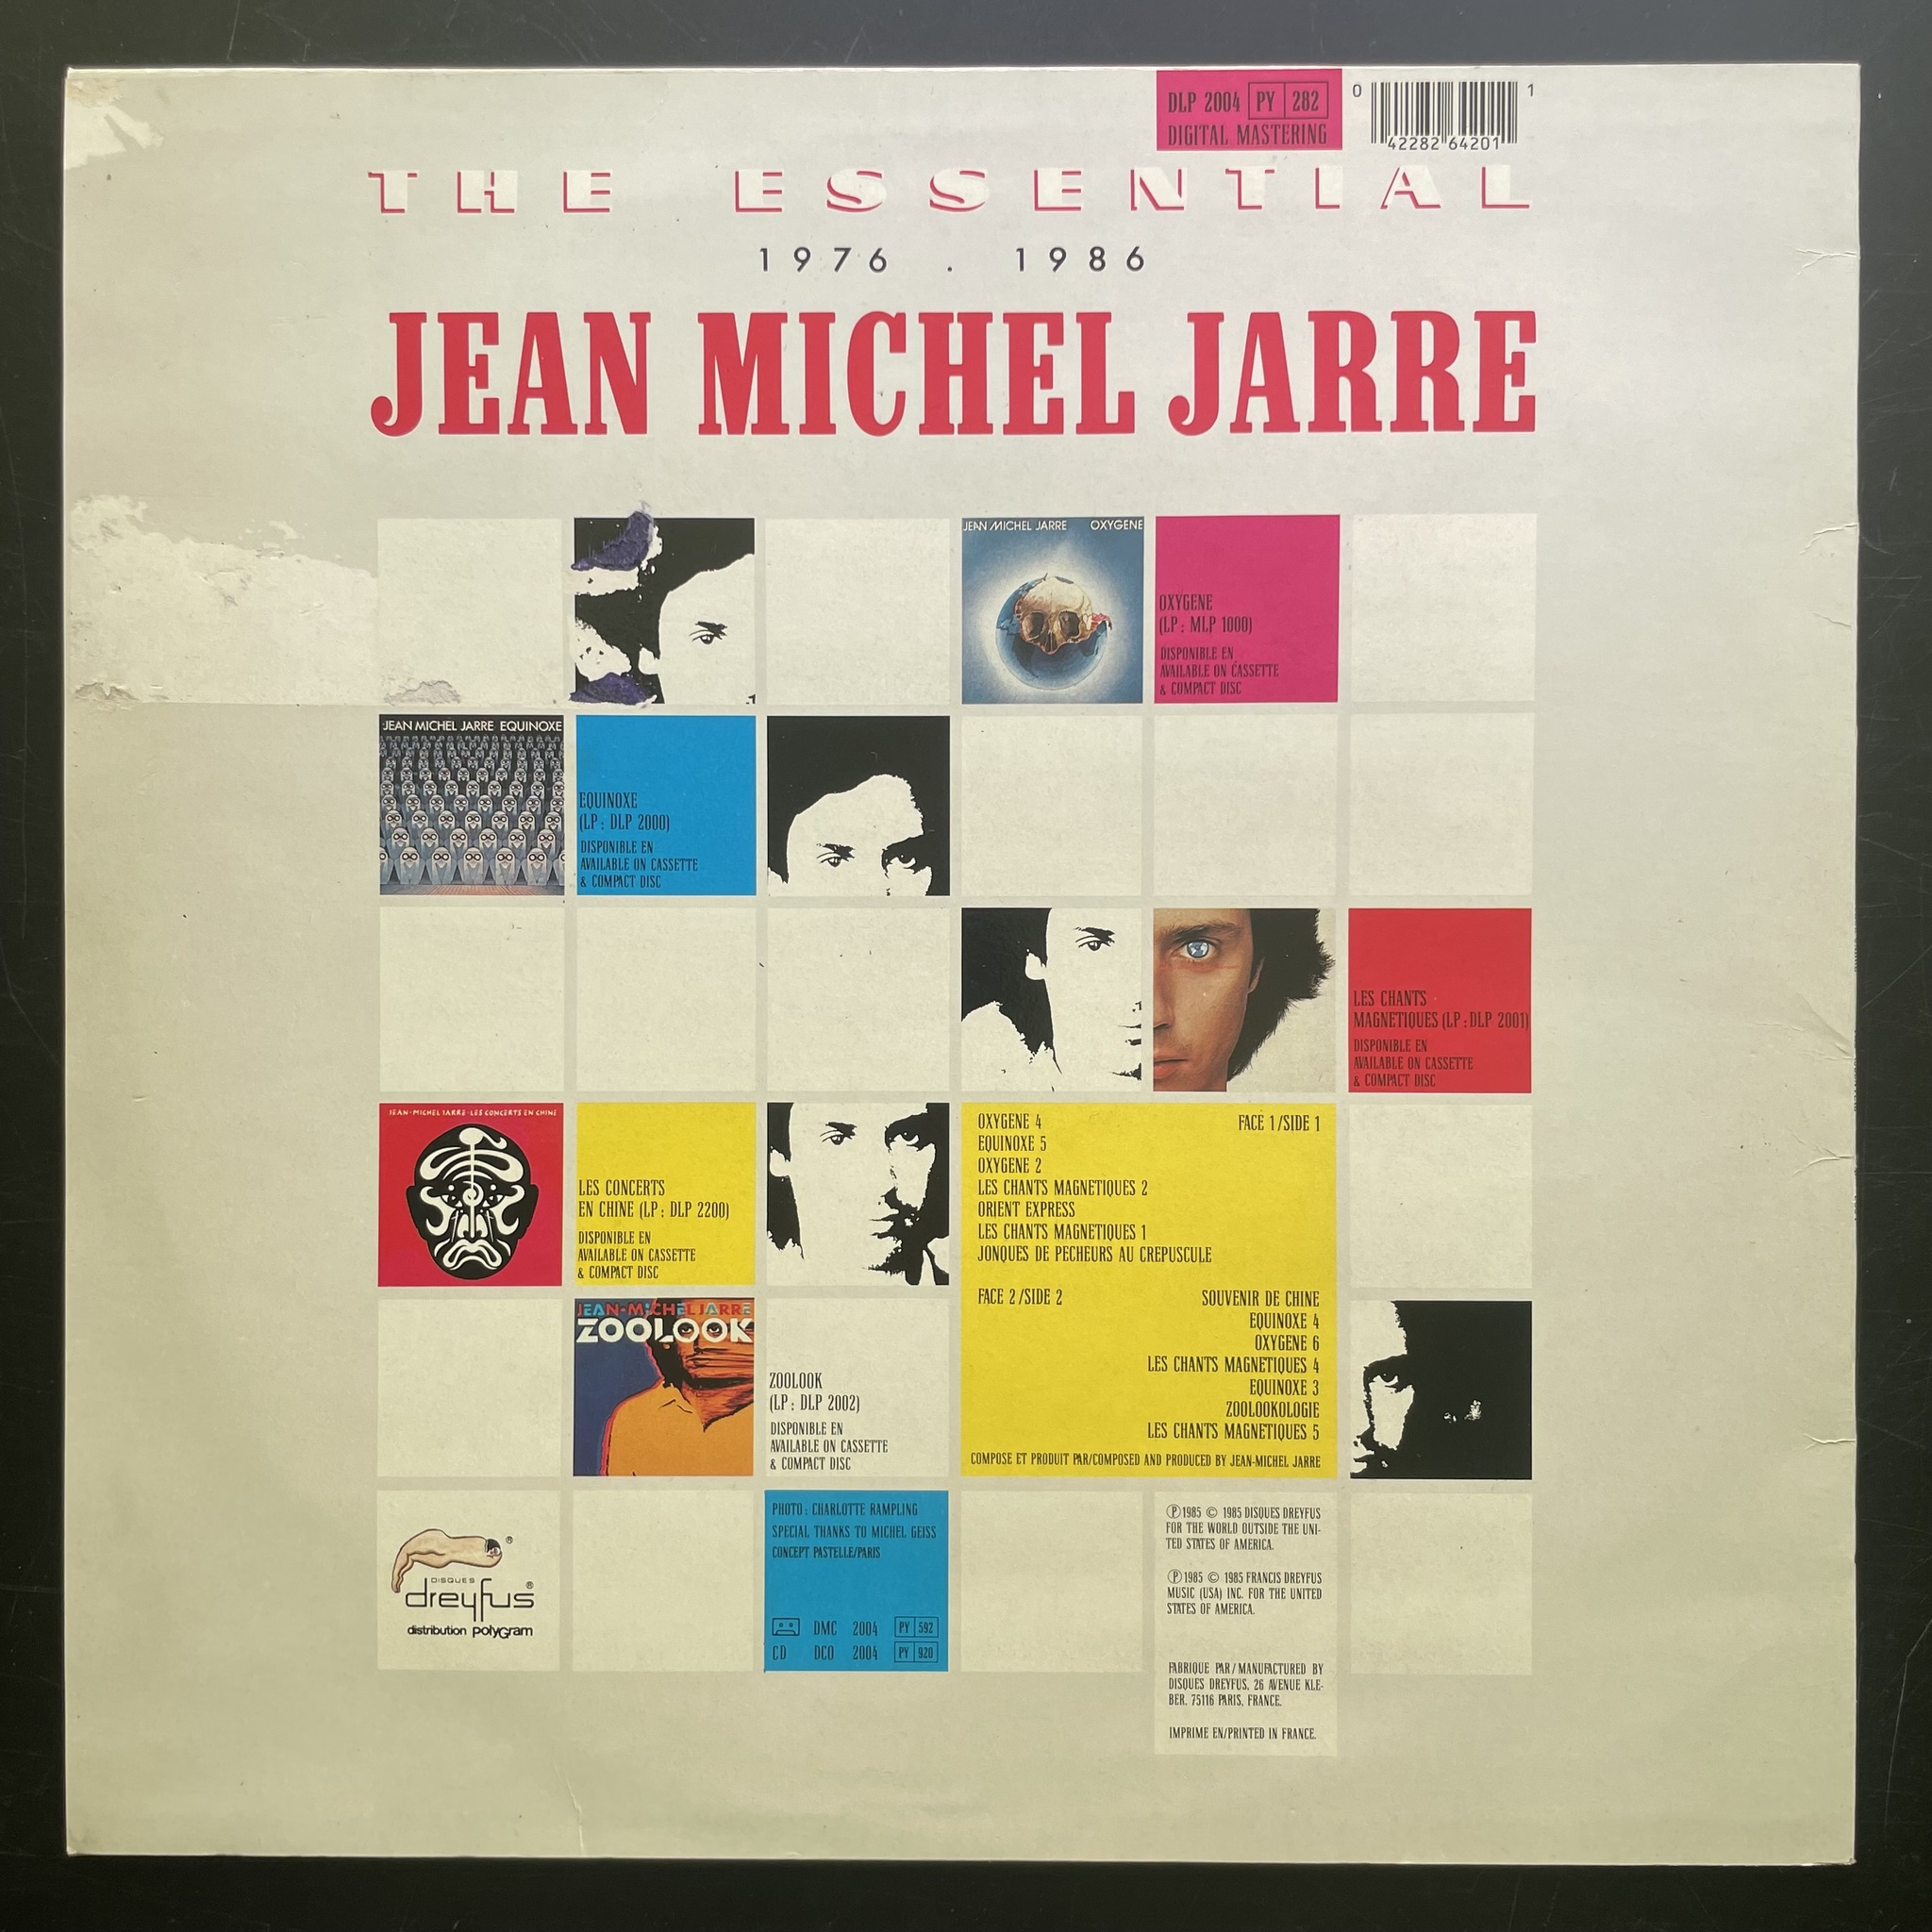 DLP 2004 PY 282
DIGITAL MASTERING
0 42282 64201 1
THE ESSENTIAL
1976 . 1986
JEAN MICHEL JARRE
JEAN MICHEL JARRE OXYGENE
OXYGENE
(LP : MLP 1000)
DISPONIBLE EN
AVAILABLE ON CASSETTE
& COMPACT DISC
JEAN MICHEL JARRE EQUINOXE
EQUINOXE
(LP : DLP 2000)
DISPONIBLE EN
AVAILABLE ON CASSETTE
& COMPACT DISC
LES CHANTS
MAGNETIQUES (LP : DLP 2001)
DISPONIBLE EN
AVAILABLE ON CASSETTE
& COMPACT DISC
JEAN-MICHEL JARRE·LES CONCERTS EN CHINE
LES CONCERTS
EN CHINE (LP : DLP 2200)
DISPONIBLE EN
AVAILABLE ON CASSETTE
& COMPACT DISC
OXYGENE 4 FACE 1/SIDE 1
EQUINOXE 5
OXYGENE 2
LES CHANTS MAGNETIQUES 2
ORIENT EXPRESS
LES CHANTS MAGNETIQUES 1
JONQUES DE PECHEURS AU CREPUSCULE
FACE 2/SIDE 2 SOUVENIR DE CHINE
EQUINOXE 4
OXYGENE 6
LES CHANTS MAGNETIQUES 4
EQUINOXE 3
ZOOLOOKOLOGIE
LES CHANTS MAGNETIQUES 5
COMPOSE ET PRODUIT PAR/COMPOSED AND PRODUCED BY JEAN-MICHEL JARRE
JEAN-MICHEL JARRE
ZOOLOOK
ZOOLOOK
(LP : DLP 2002)
DISPONIBLE EN
AVAILABLE ON CASSETTE
& COMPACT DISC
®
DISQUES
dreyfus®
distribution polyGram
PHOTO : CHARLOTTE RAMPLING
SPECIAL THANKS TO MICHEL GEISS
CONCEPT PASTELLE/PARIS
DMC 2004 PY 592
CD DCO 2004 PY 920
℗ 1985 © 1985 DISQUES DREYFUS
FOR THE WORLD OUTSIDE THE UNI-
TED STATES OF AMERICA.
℗ 1985 © 1985 FRANCIS DREYFUS
MUSIC (USA) INC. FOR THE UNITED
STATES OF AMERICA.
FABRIQUE PAR/MANUFACTURED BY
DISQUES DREYFUS, 26 AVENUE KLE-
BER, 75116 PARIS, FRANCE.
IMPRIME EN/PRINTED IN FRANCE.